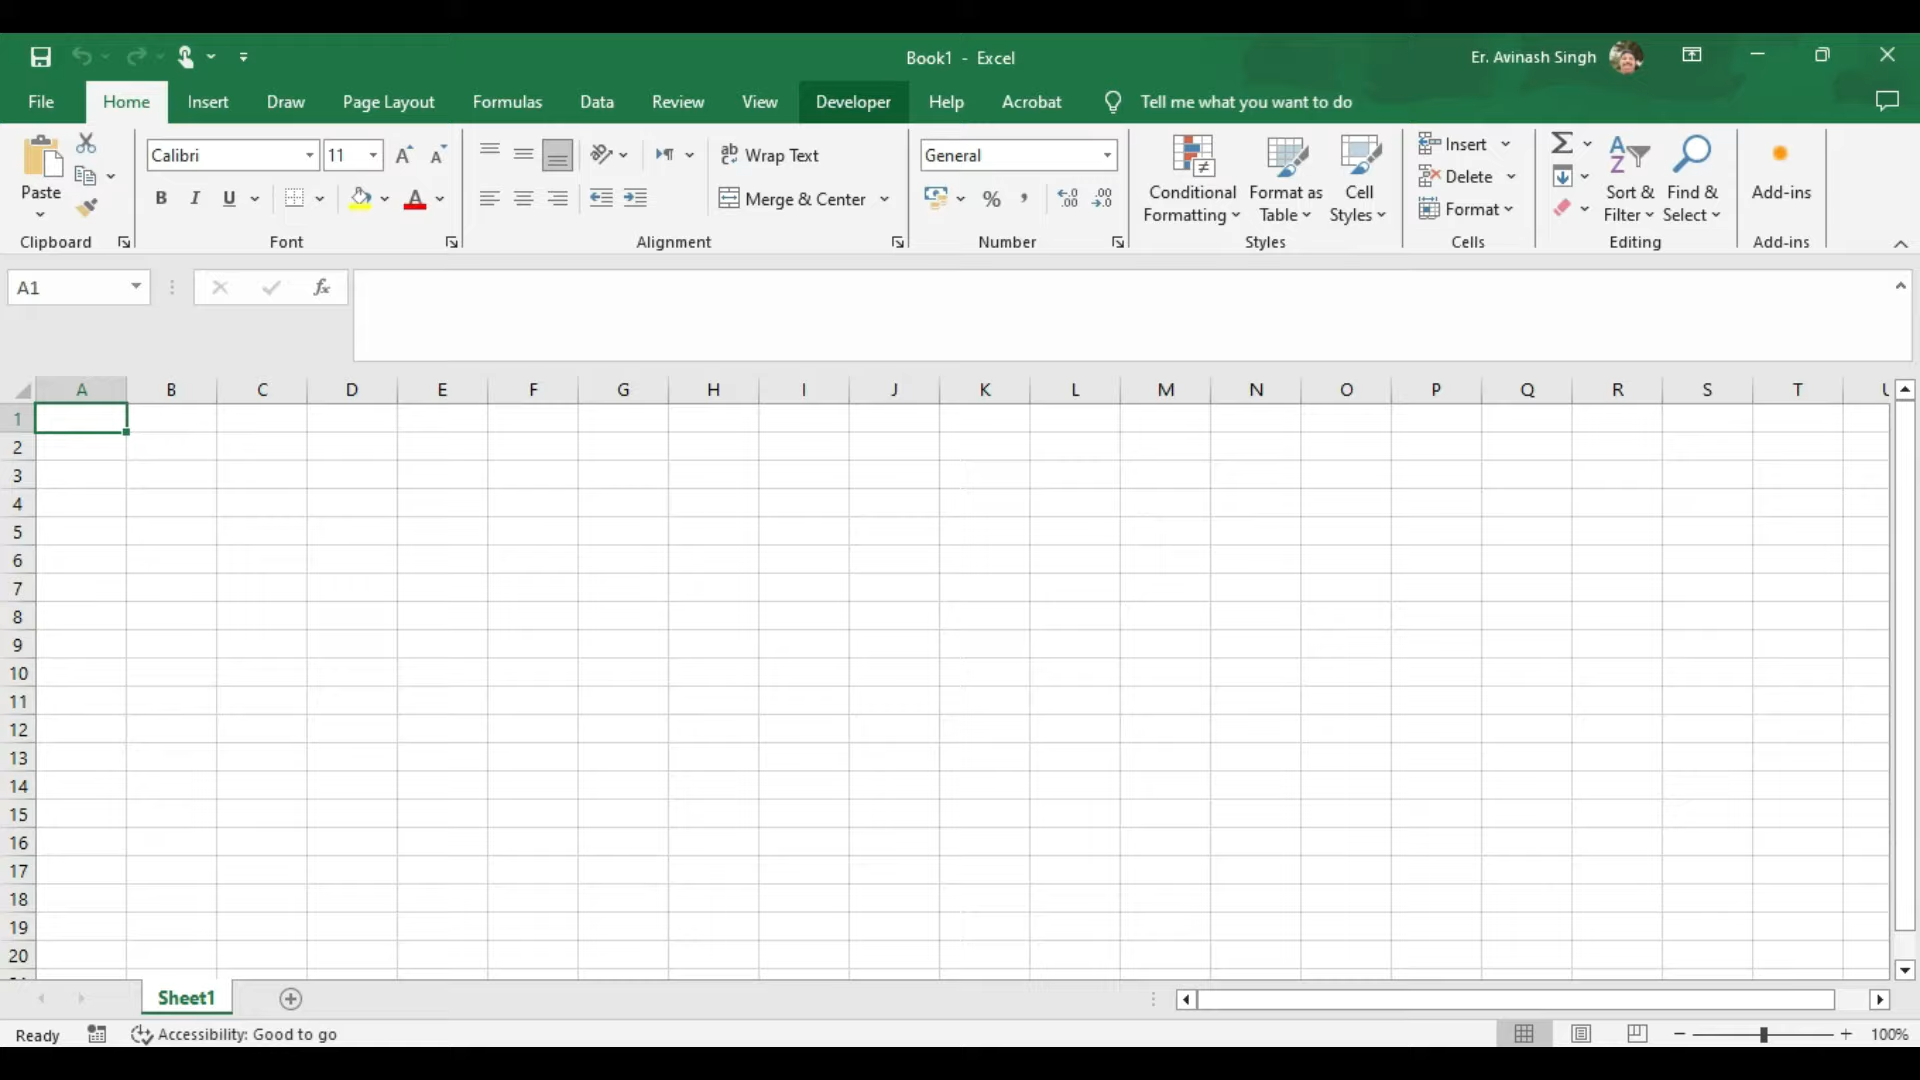 Book1 - Excel
Er. Avinash Singh
File Home Insert Draw Page Layout Formulas Data Review View Developer Help Acrobat Tell me what you want to do
Paste
Clipboard
Calibri 11
B I U A
Font
ab Wrap Text
Merge & Center
Alignment
General
% ,
Number
Conditional Formatting
Format as Table
Cell Styles
Styles
Insert
Delete
Format
Cells
Sort & Filter
Find & Select
Editing
Add-ins
Add-ins
A1 fx
A B C D E F G H I J K L M N O P Q R S T
1
2
3
4
5
6
7
8
9
10
11
12
13
14
15
16
17
18
19
20
Sheet1
Ready Accessibility: Good to go 100%